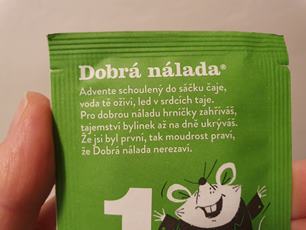 Dobrá nálada®
Advente schoulený do sáčku čaje,
voda tě oživí, led v srdcích taje.
Pro dobrou náladu hrníčky zahříváš,
tajemství bylinek až na dně ukrýváš.
Že jsi byl první, tak moudrost praví,
že Dobrá nálada nerezaví.
1